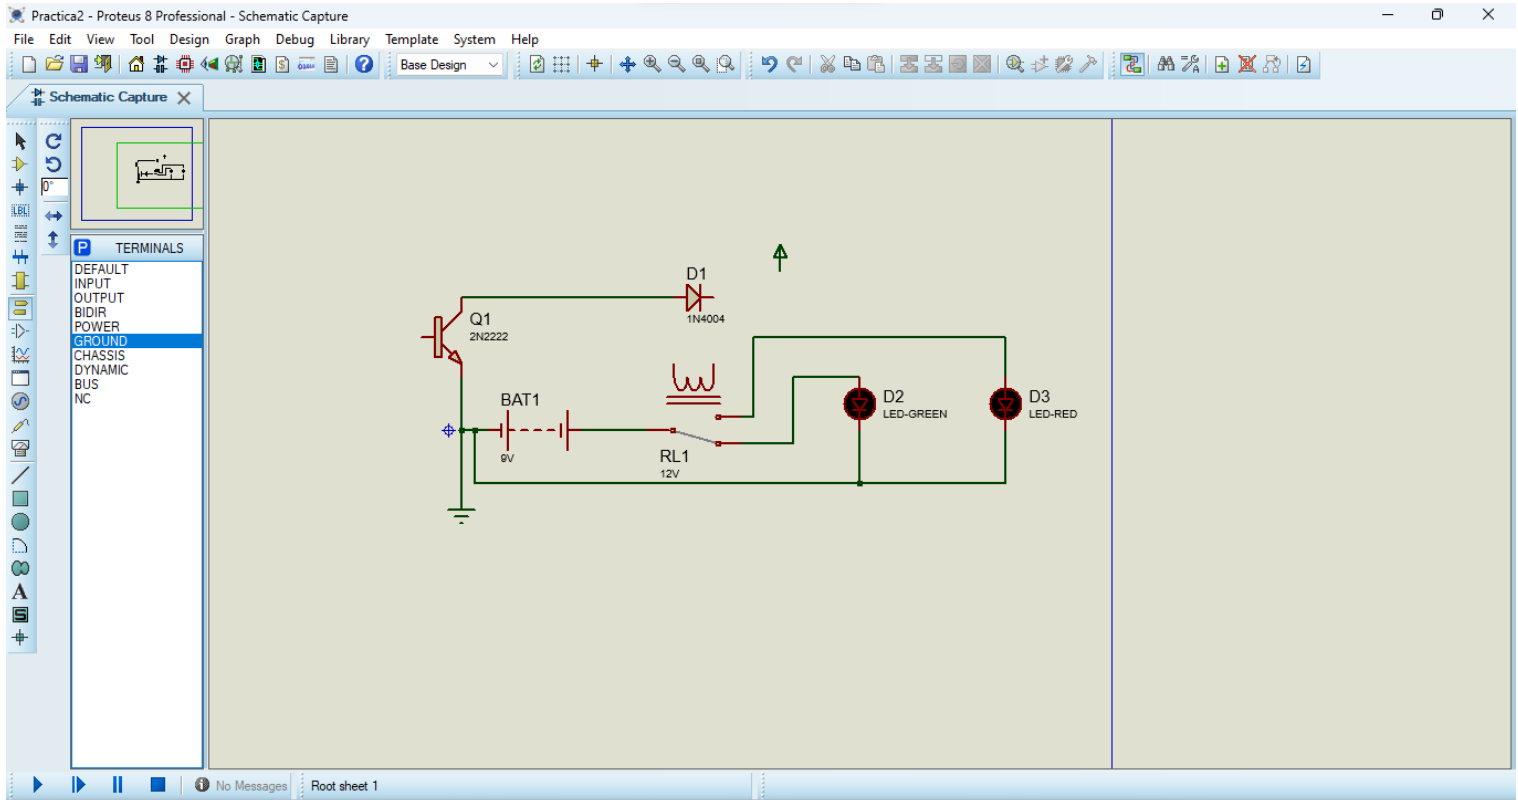 Practica2 - Proteus 8 Professional - Schematic Capture
File Edit View Tool Design Graph Debug Library Template System Help
Base Design
Schematic Capture
0°
LBL
P TERMINALS
DEFAULT
INPUT
OUTPUT
BIDIR
POWER
GROUND
CHASSIS
DYNAMIC
BUS
NC
A
S
D1
1N4004
Q1
2N2222
BAT1
9V
RL1
12V
D2
LED-GREEN
D3
LED-RED
No Messages
Root sheet 1